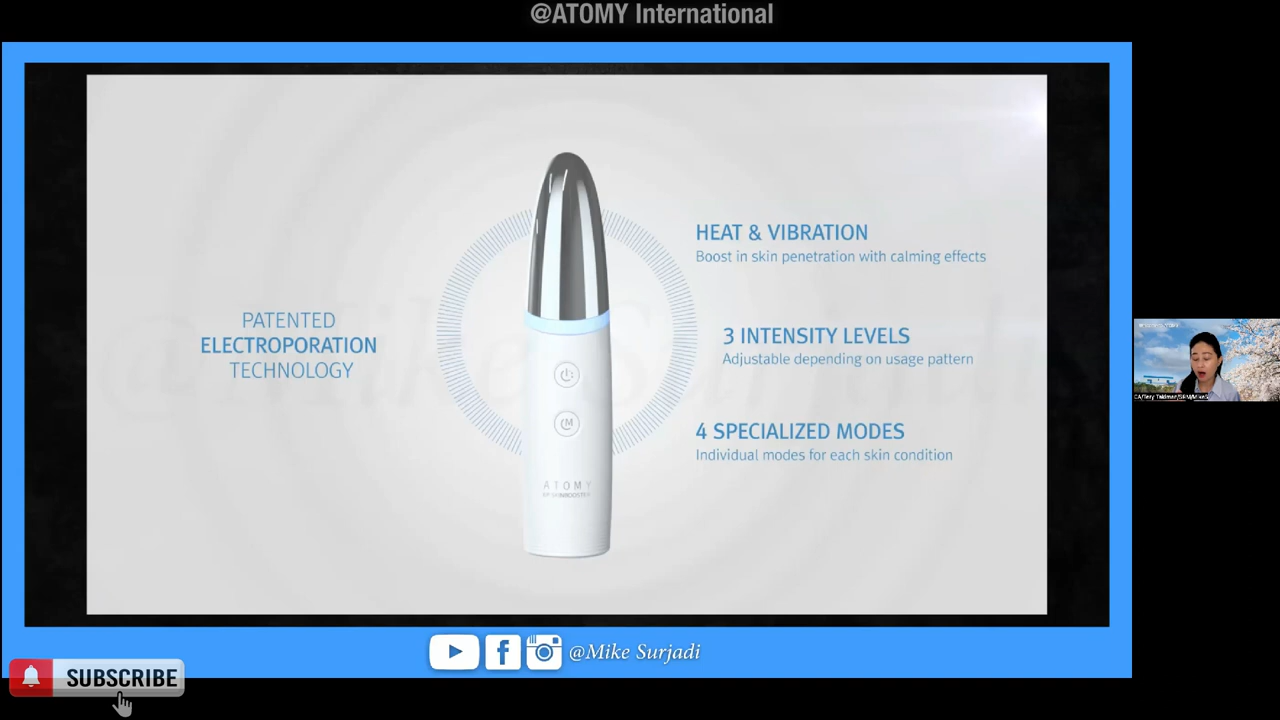 @ATOMY International
HEAT & VIBRATION
Boost in skin penetration with calming effects
PATENTED
ELECTROPORATION
TECHNOLOGY
3 INTENSITY LEVELS
Adjustable depending on usage pattern
M
4 SPECIALIZED MODES
Individual modes for each skin condition
ATOMY
@Mike Surjadi
SUBSCRIBE